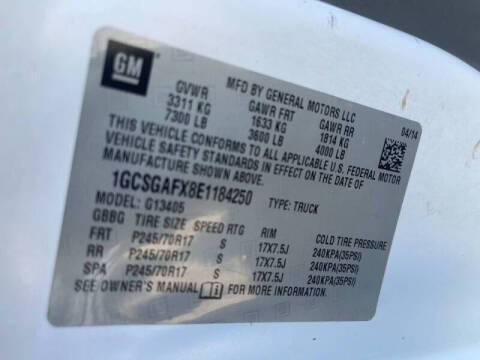 GM
MFD BY GENERAL MOTORS LLC
GVWR GAWR FRT GAWR RR
3311 KG 1633 KG 1814 KG
7300 LB 3600 LB 4000 LB
04/14
THIS VEHICLE CONFORMS TO ALL APPLICABLE U.S. FEDERAL MOTOR
VEHICLE SAFETY STANDARDS IN EFFECT ON THE DATE OF
MANUFACTURE SHOWN ABOVE.
1GCSGAFX8E1184250 TYPE: TRUCK
MODEL: G13405
GBBG TIRE SIZE SPEED RTG RIM COLD TIRE PRESSURE
FRT P245/70R17 S 17X7.5J 240KPA(35PSI)
RR P245/70R17 S 17X7.5J 240KPA(35PSI)
SPA P245/70R17 S 17X7.5J 240KPA(35PSI)
SEE OWNER'S MANUAL FOR MORE INFORMATION.